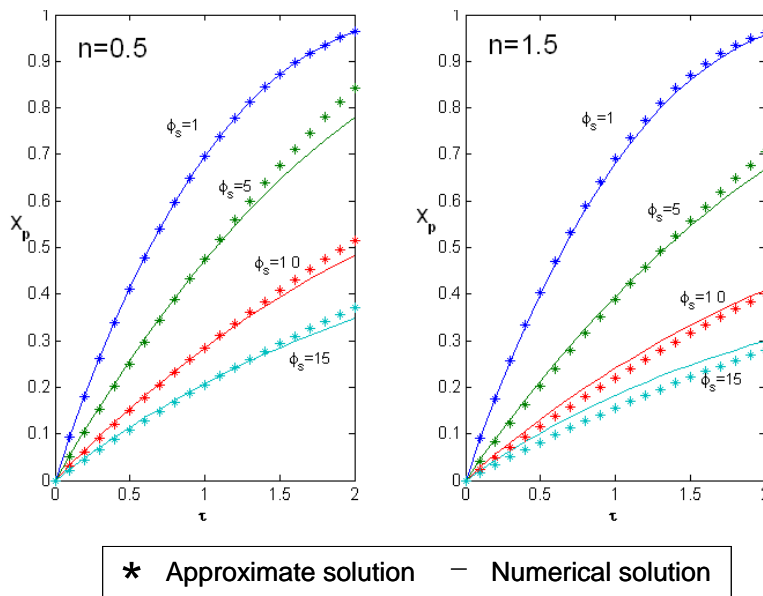 n=0.5
1
0.9
0.8
0.7
0.6
0.5
0.4
0.3
0.2
0.1
0
Xp
ϕs=1
ϕs=5
ϕs=1 0
ϕs=15
0 0.5 1 1.5 2
τ
n=1.5
1
0.9
0.8
0.7
0.6
0.5
0.4
0.3
0.2
0.1
0
Xp
ϕs=1
ϕs=5
ϕs=1 0
ϕs=15
0 0.5 1 1.5 2
τ
* Approximate solution − Numerical solution